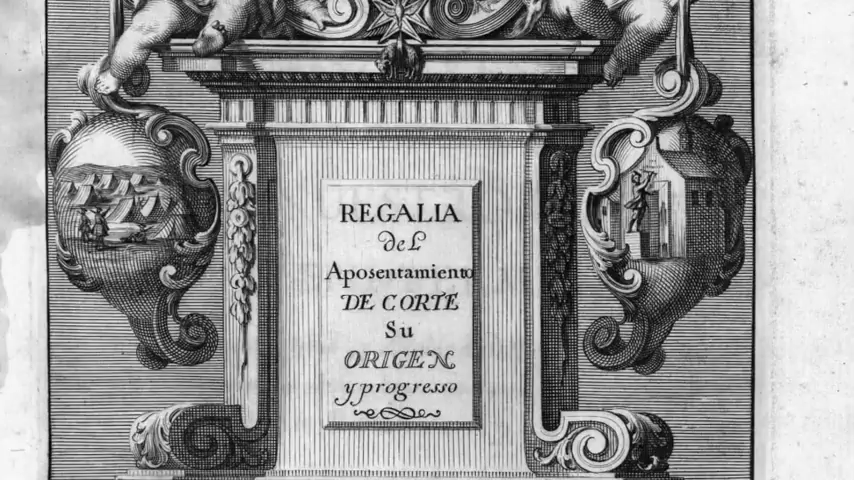 REGALIA
del
Aposentamiento
DE CORTE
Su
ORIGEN
y progresso